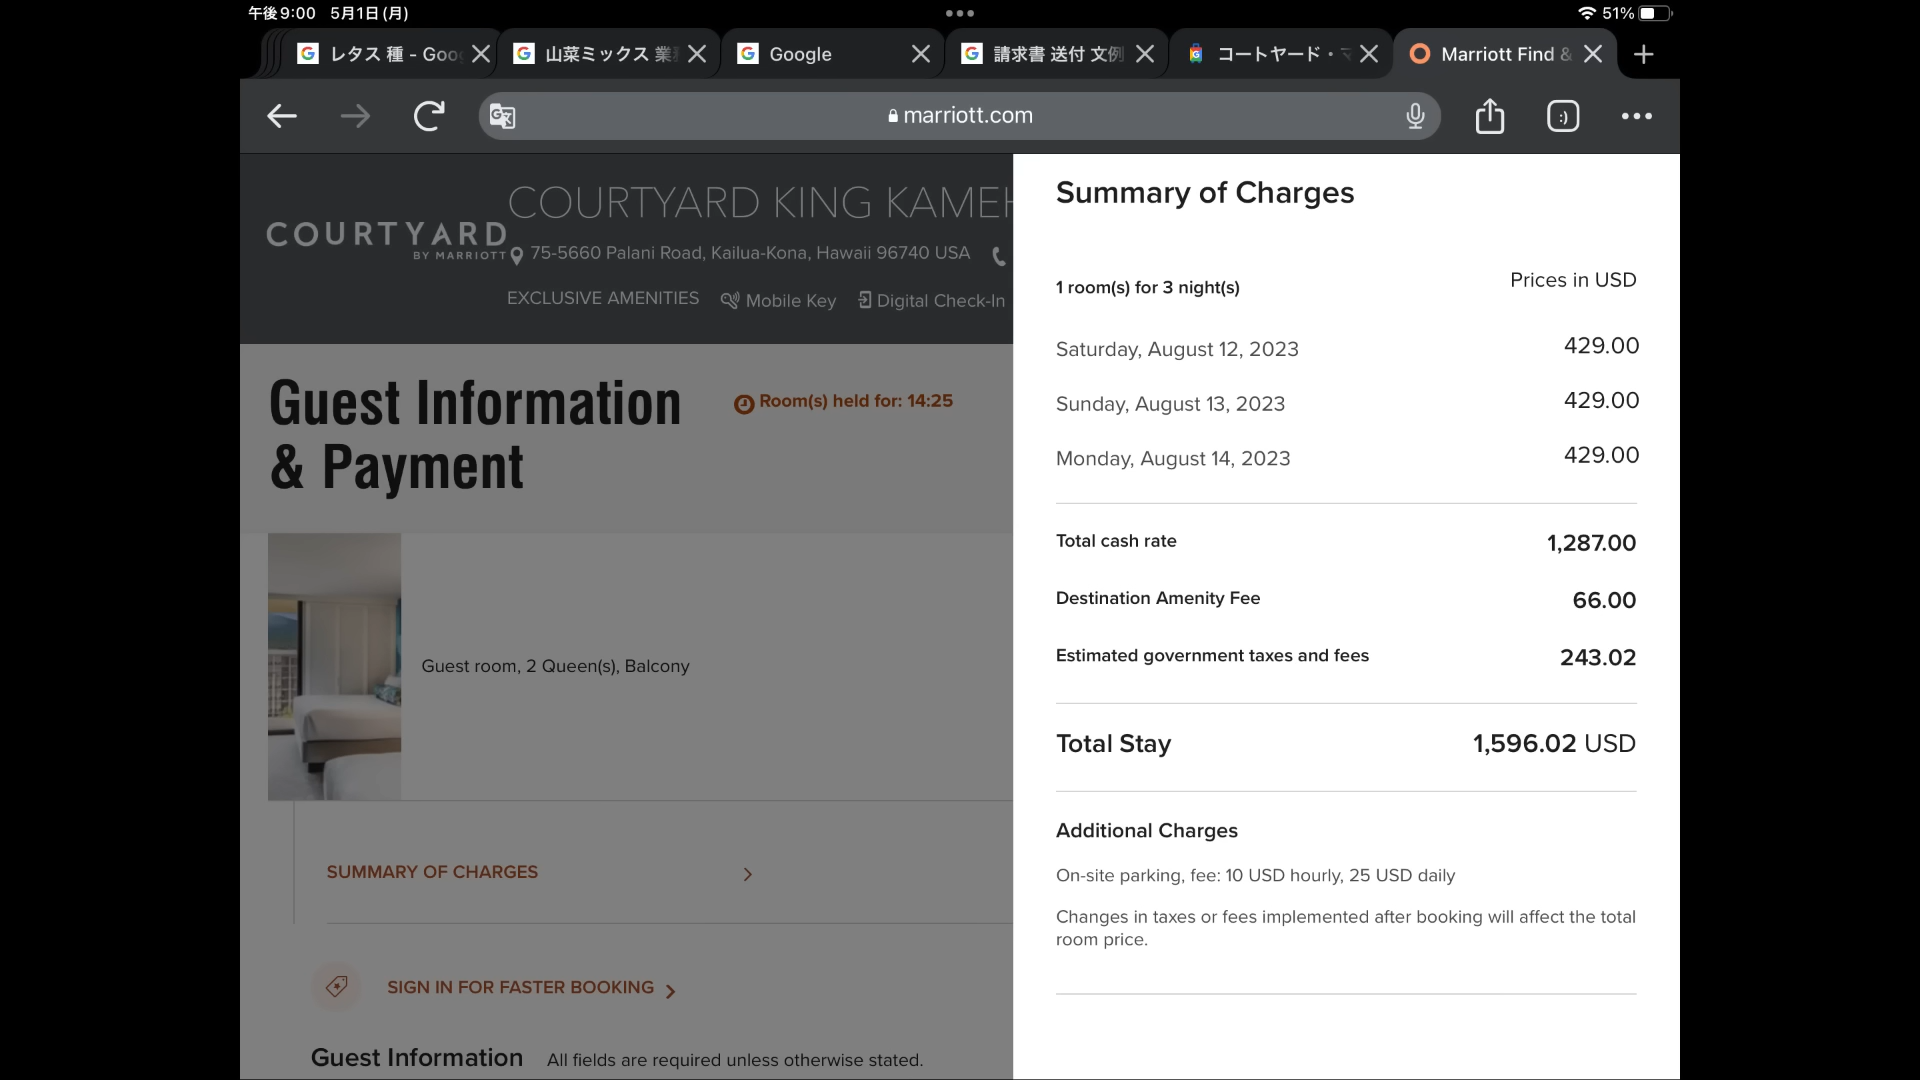 午後9:00 5月1日(月)
51%
レタス 種 - Goo
山菜ミックス 業
Google
請求書 送付 文例
コートヤード・マ
Marriott Find &
marriott.com
COURTYARD
BY MARRIOTT
COURTYARD KING KAMEH
75-5660 Palani Road, Kailua-Kona, Hawaii 96740 USA
EXCLUSIVE AMENITIES Mobile Key Digital Check-In
Guest Information
& Payment
Room(s) held for: 14:25
Guest room, 2 Queen(s), Balcony
SUMMARY OF CHARGES
SIGN IN FOR FASTER BOOKING
Guest Information All fields are required unless otherwise stated.
Summary of Charges
1 room(s) for 3 night(s) Prices in USD
Saturday, August 12, 2023 429.00
Sunday, August 13, 2023 429.00
Monday, August 14, 2023 429.00
Total cash rate 1,287.00
Destination Amenity Fee 66.00
Estimated government taxes and fees 243.02
Total Stay 1,596.02 USD
Additional Charges
On-site parking, fee: 10 USD hourly, 25 USD daily
Changes in taxes or fees implemented after booking will affect the total
room price.